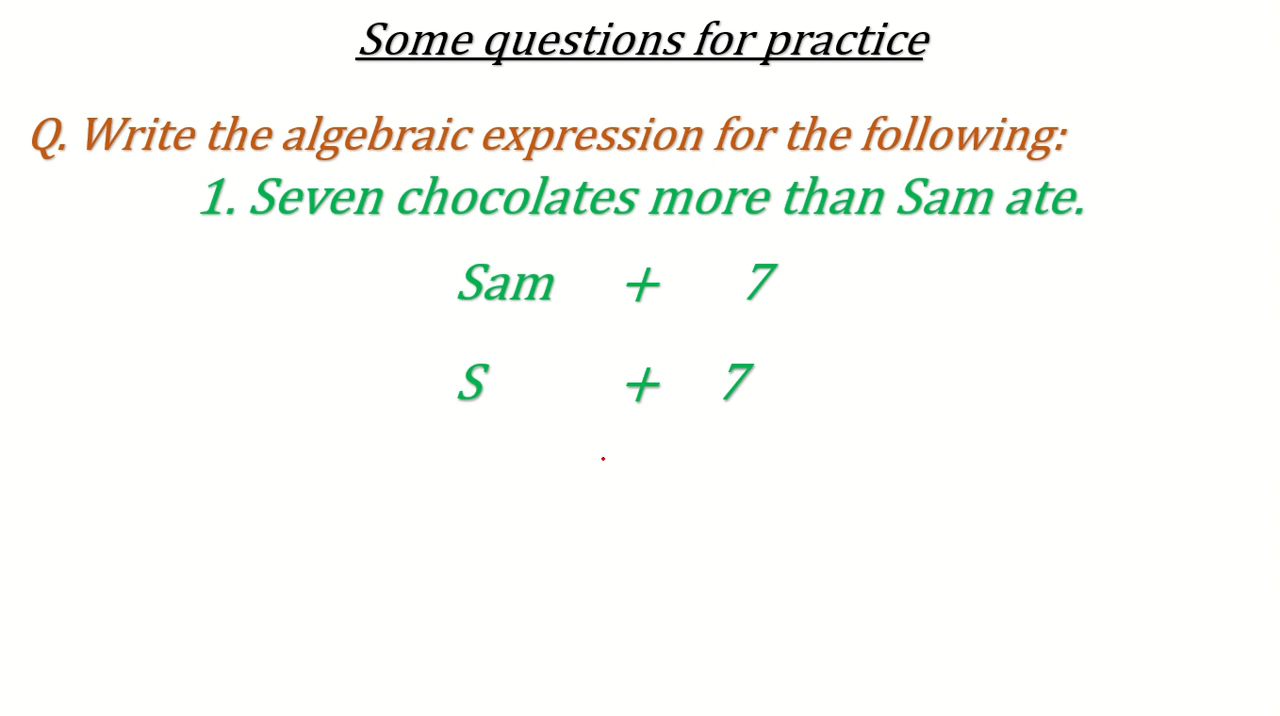 Some questions for practice
Q. Write the algebraic expression for the following:
1. Seven chocolates more than Sam ate.
Sam + 7
S + 7